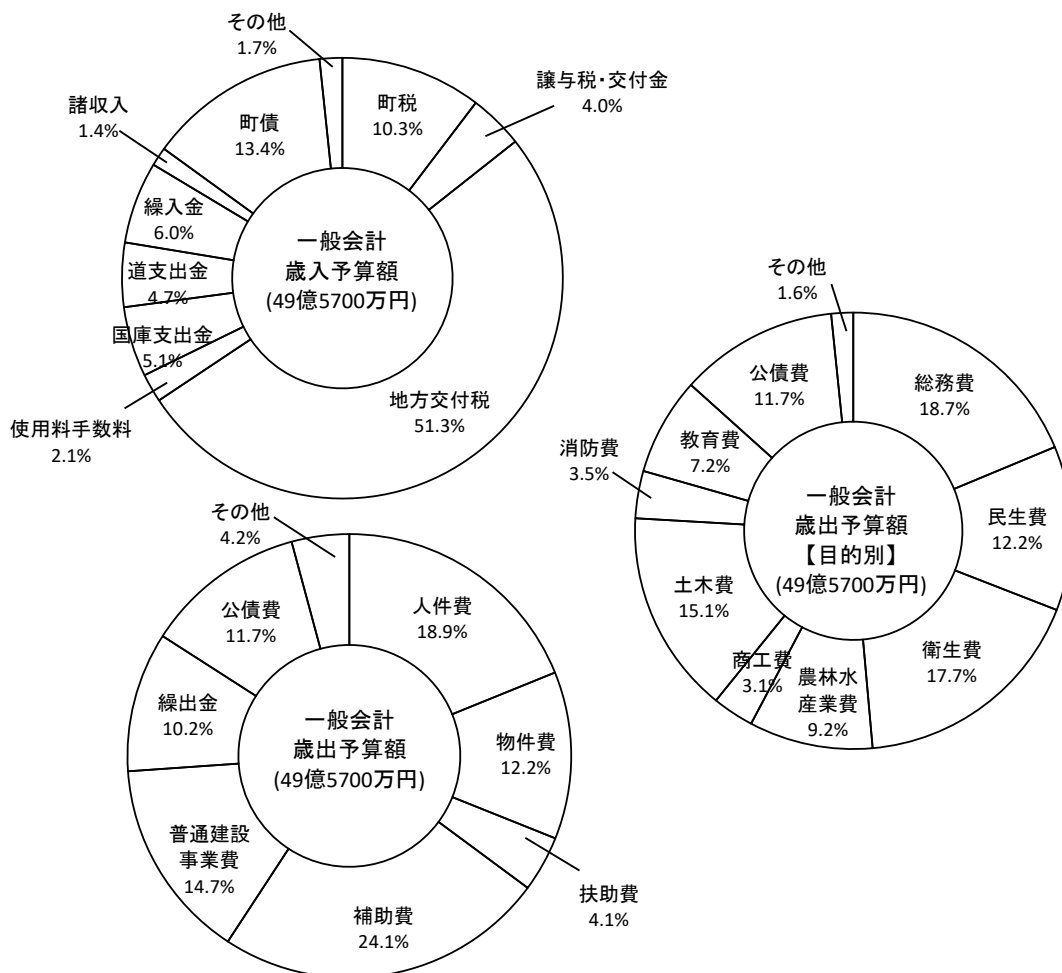 その他
1.7%
町税
10.3%
譲与税・交付金
4.0%
地方交付税
51.3%
使用料手数料
2.1%
国庫支出金
5.1%
道支出金
4.7%
繰入金
6.0%
諸収入
1.4%
町債
13.4%
一般会計
歳入予算額
(49億5700万円)
その他
1.6%
総務費
18.7%
民生費
12.2%
衛生費
17.7%
農林水
産業費
9.2%
商工費
3.1%
土木費
15.1%
消防費
3.5%
教育費
7.2%
公債費
11.7%
一般会計
歳出予算額
【目的別】
(49億5700万円)
その他
4.2%
人件費
18.9%
物件費
12.2%
扶助費
4.1%
補助費
24.1%
普通建設
事業費
14.7%
繰出金
10.2%
公債費
11.7%
一般会計
歳出予算額
(49億5700万円)